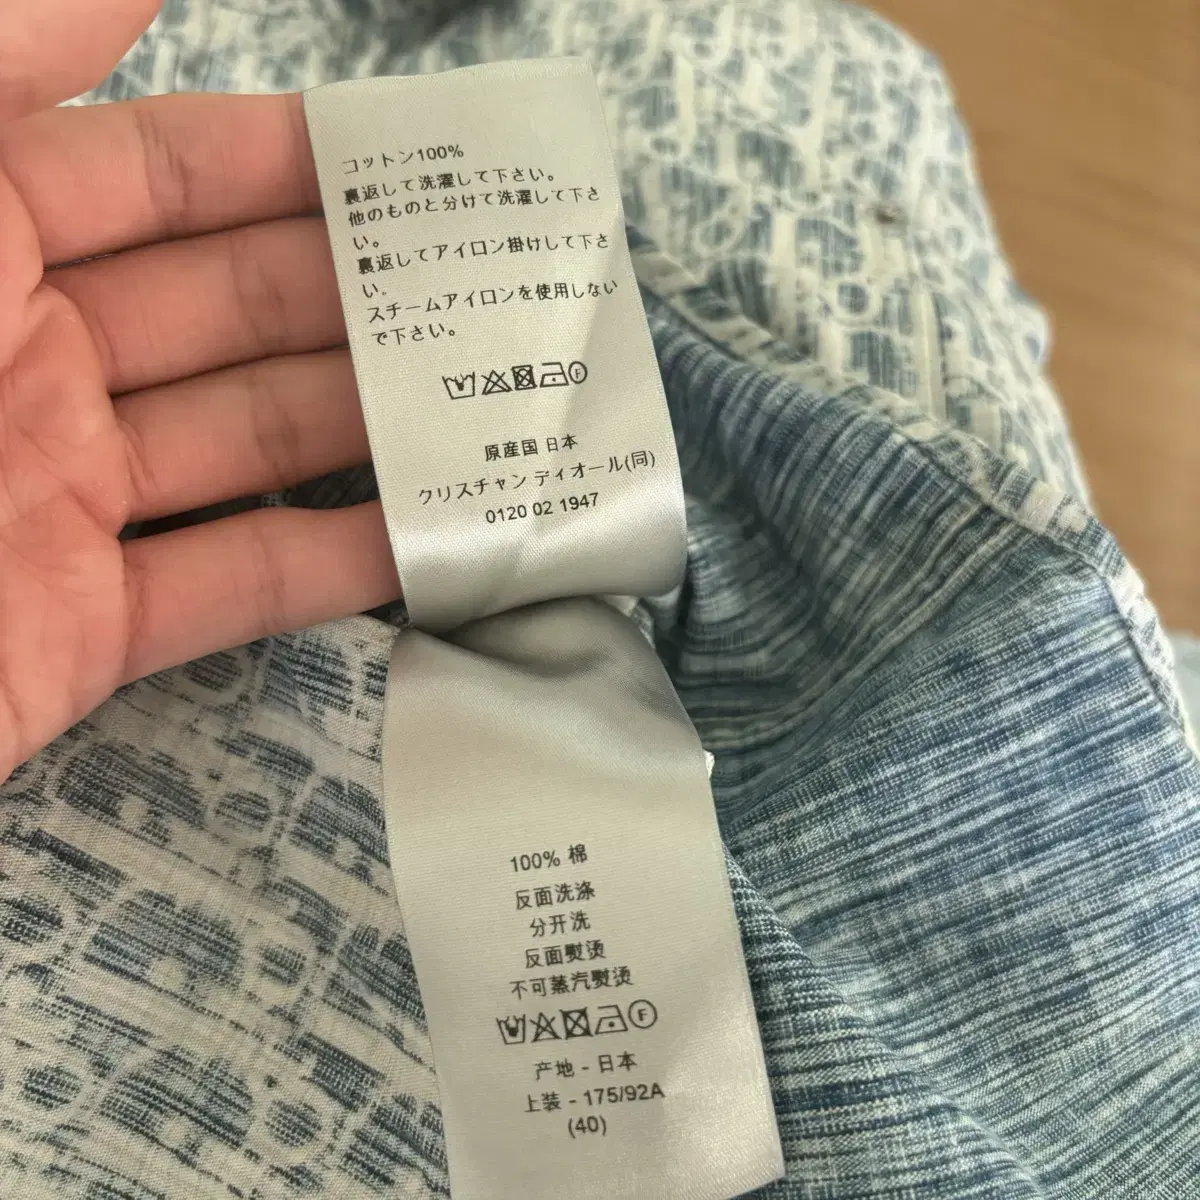 コットン100%
裏返して洗濯して下さい。
他のものと分けて洗濯して下さ
い。
裏返してアイロン掛けして下さ
い。
スチームアイロンを使用しない
で下さい。
F
原産国 日本
クリスチャン ディオール(同)
0120 02 1947
100% 棉
反面洗涤
分开洗
反面熨烫
不可蒸汽熨烫
F
产地 - 日本
上装 - 175/92A
(40)